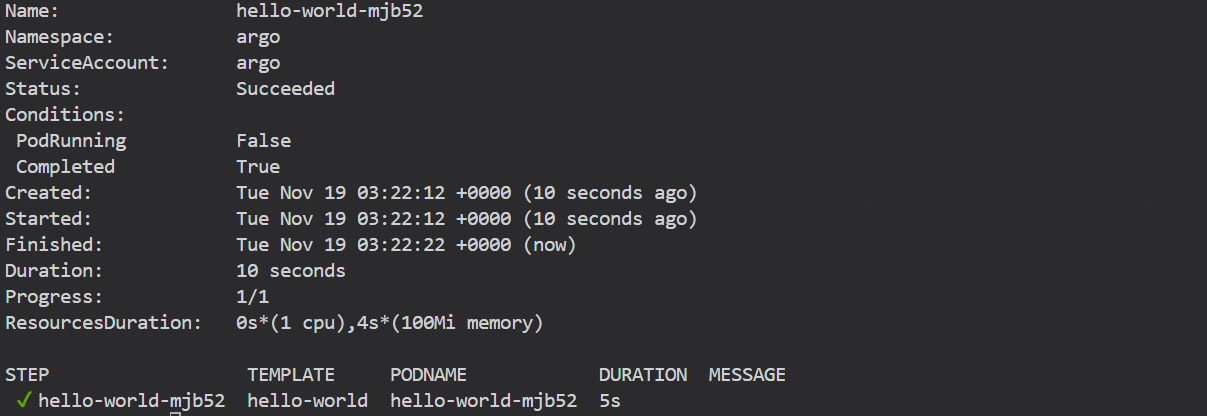 Name: hello-world-mjb52
Namespace: argo
ServiceAccount: argo
Status: Succeeded
Conditions:
PodRunning False
Completed True
Created: Tue Nov 19 03:22:12 +0000 (10 seconds ago)
Started: Tue Nov 19 03:22:12 +0000 (10 seconds ago)
Finished: Tue Nov 19 03:22:22 +0000 (now)
Duration: 10 seconds
Progress: 1/1
ResourcesDuration: 0s*(1 cpu),4s*(100Mi memory)
STEP TEMPLATE PODNAME DURATION MESSAGE
✓ hello-world-mjb52 hello-world hello-world-mjb52 5s